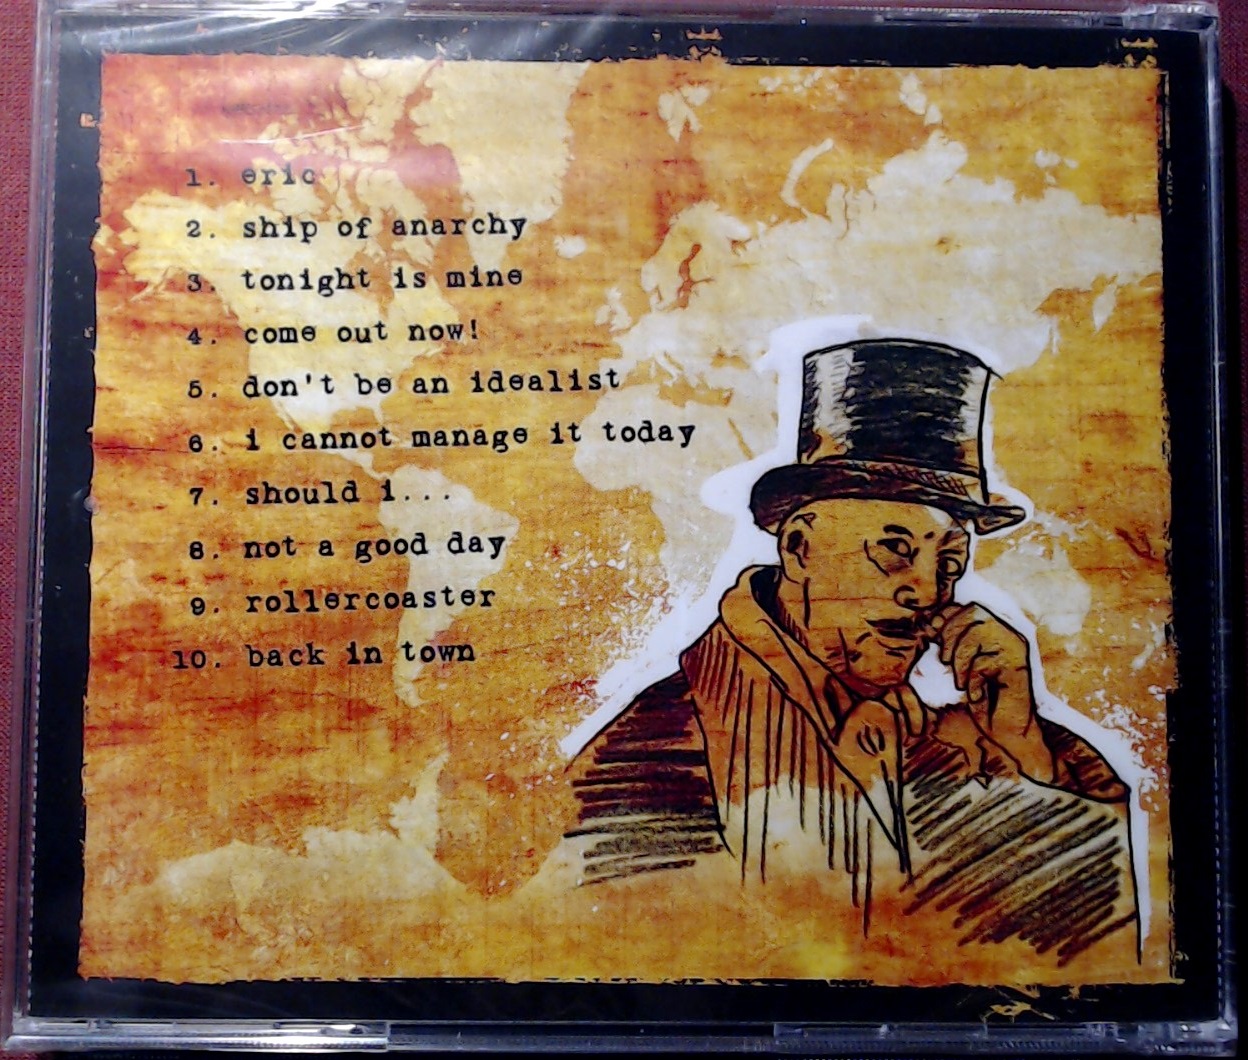 1. eric
2. ship of anarchy
3. tonight is mine
4. come out now!
5. don't be an idealist
6. i cannot manage it today
7. should i...
8. not a good day
9. rollercoaster
10. back in town